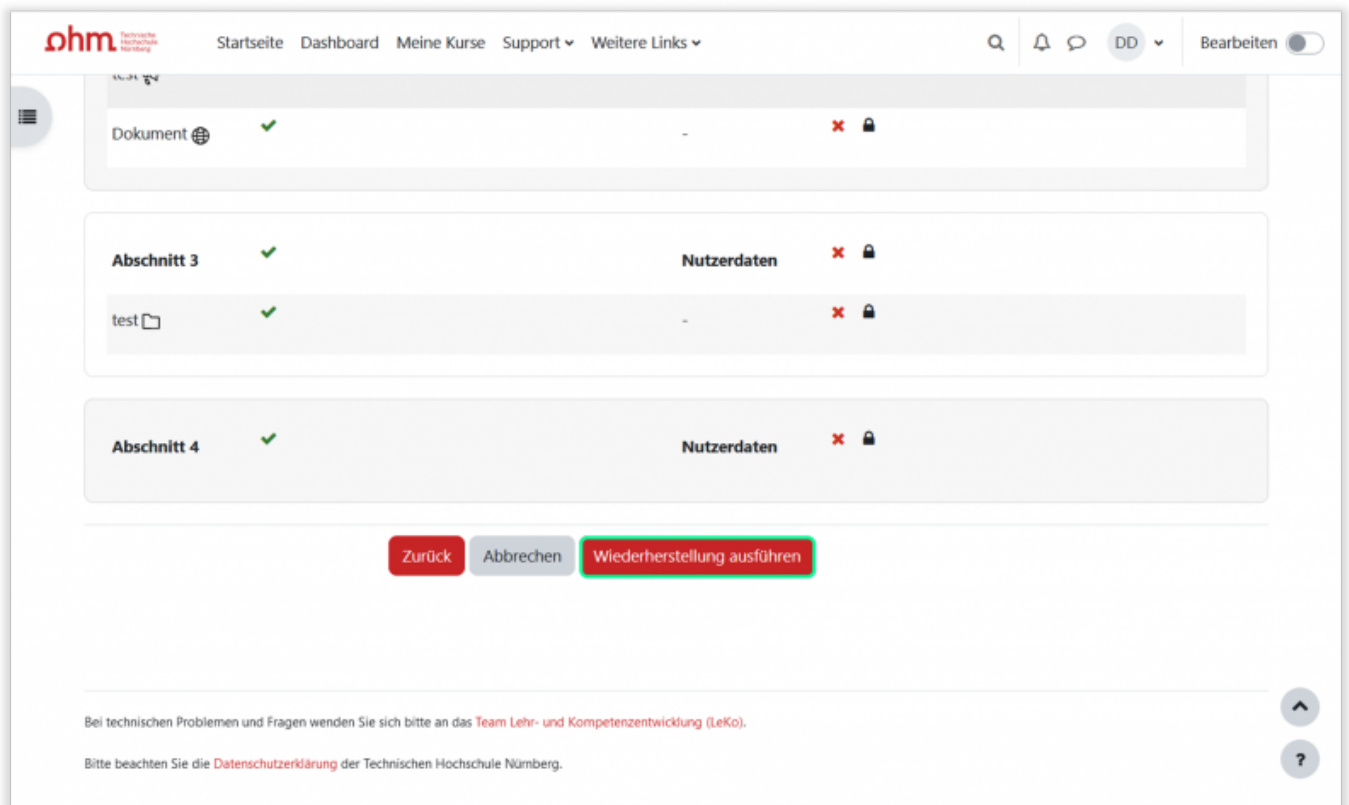 ohm Technische Hochschule Nürnberg
Startseite Dashboard Meine Kurse Support Weitere Links DD Bearbeiten
test
Dokument -
Abschnitt 3 Nutzerdaten
test -
Abschnitt 4 Nutzerdaten
Zurück Abbrechen Wiederherstellung ausführen
Bei technischen Problemen und Fragen wenden Sie sich bitte an das Team Lehr- und Kompetenzentwicklung (LeKo).
Bitte beachten Sie die Datenschutzerklärung der Technischen Hochschule Nürnberg.
?